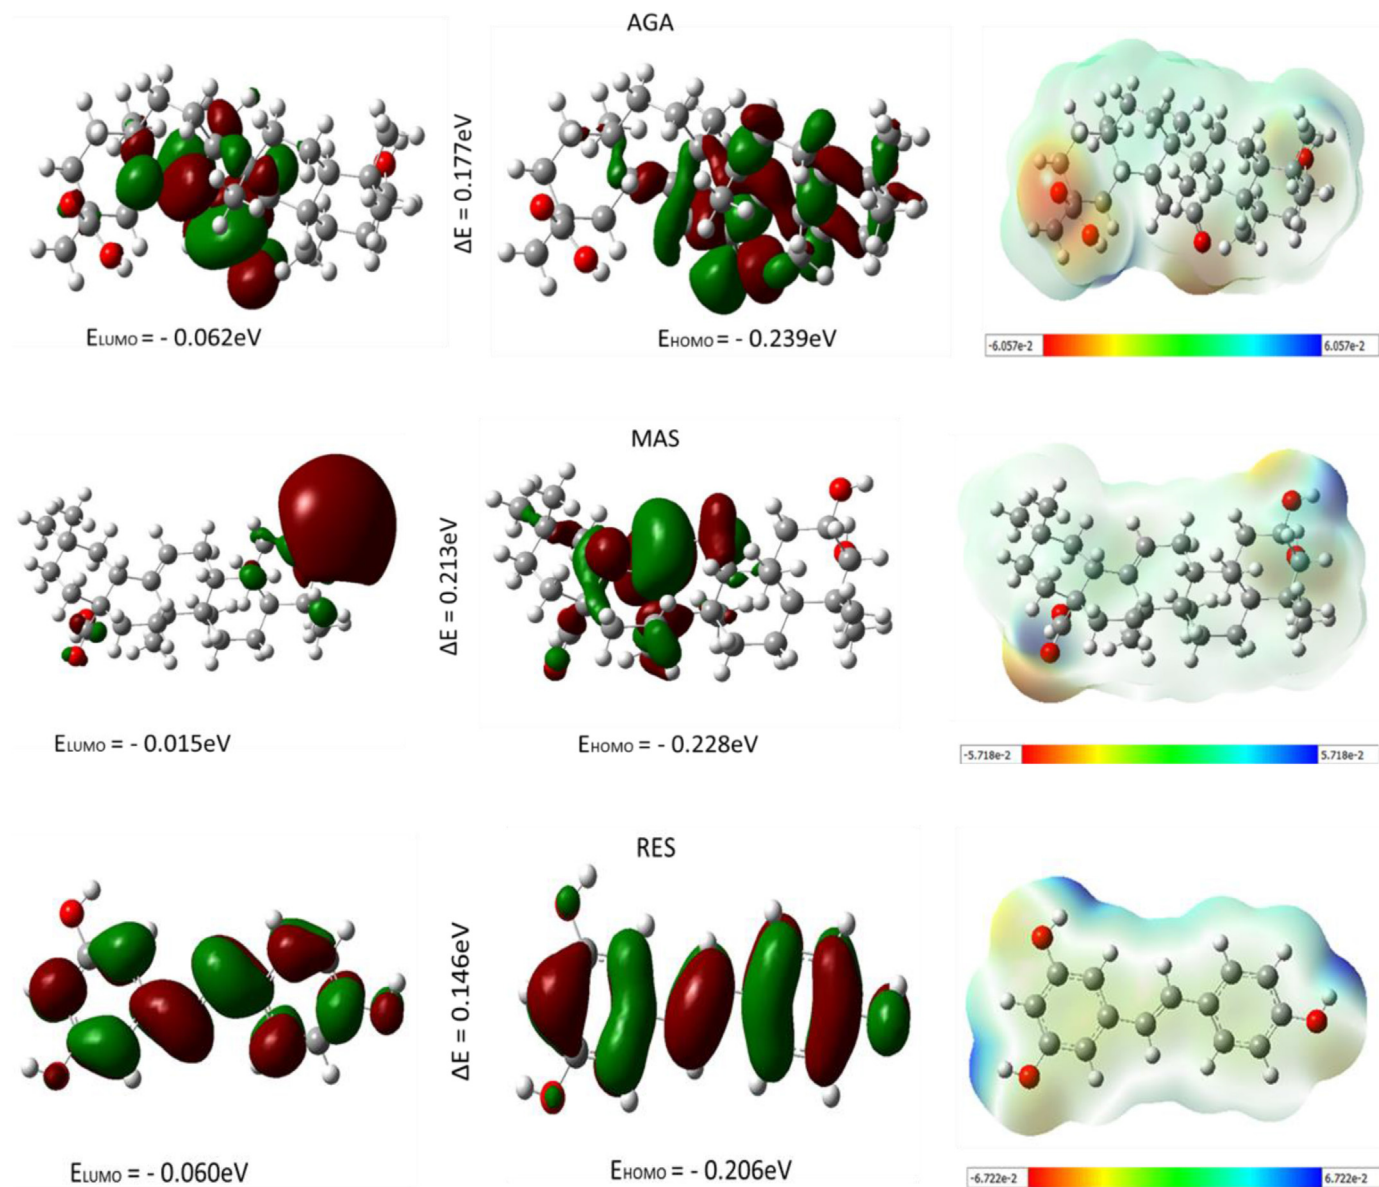 AGA
ΔE = 0.177eV
ELUMO = - 0.062eV
EHOMO = - 0.239eV
-6.057e-2
6.057e-2
MAS
ΔE = 0.213eV
ELUMO = - 0.015eV
EHOMO = - 0.228eV
-5.718e-2
5.718e-2
RES
ΔE = 0.146eV
ELUMO = - 0.060eV
EHOMO = - 0.206eV
-6.722e-2
6.722e-2